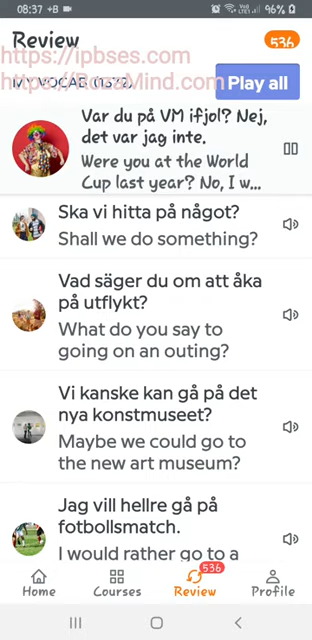 08:37 +B
96%
Review
536
https://ipbses.com
https://RosaMind.com
MY VOCAB (1572)
Play all
Var du på VM ifjol? Nej,
det var jag inte.
Were you at the World
Cup last year? No, I w...
Ska vi hitta på något?
Shall we do something?
Vad säger du om att åka
på utflykt?
What do you say to
going on an outing?
Vi kanske kan gå på det
nya konstmuseet?
Maybe we could go to
the new art museum?
Jag vill hellre gå på
fotbollsmatch.
I would rather go to a
536
Home Courses Review Profile